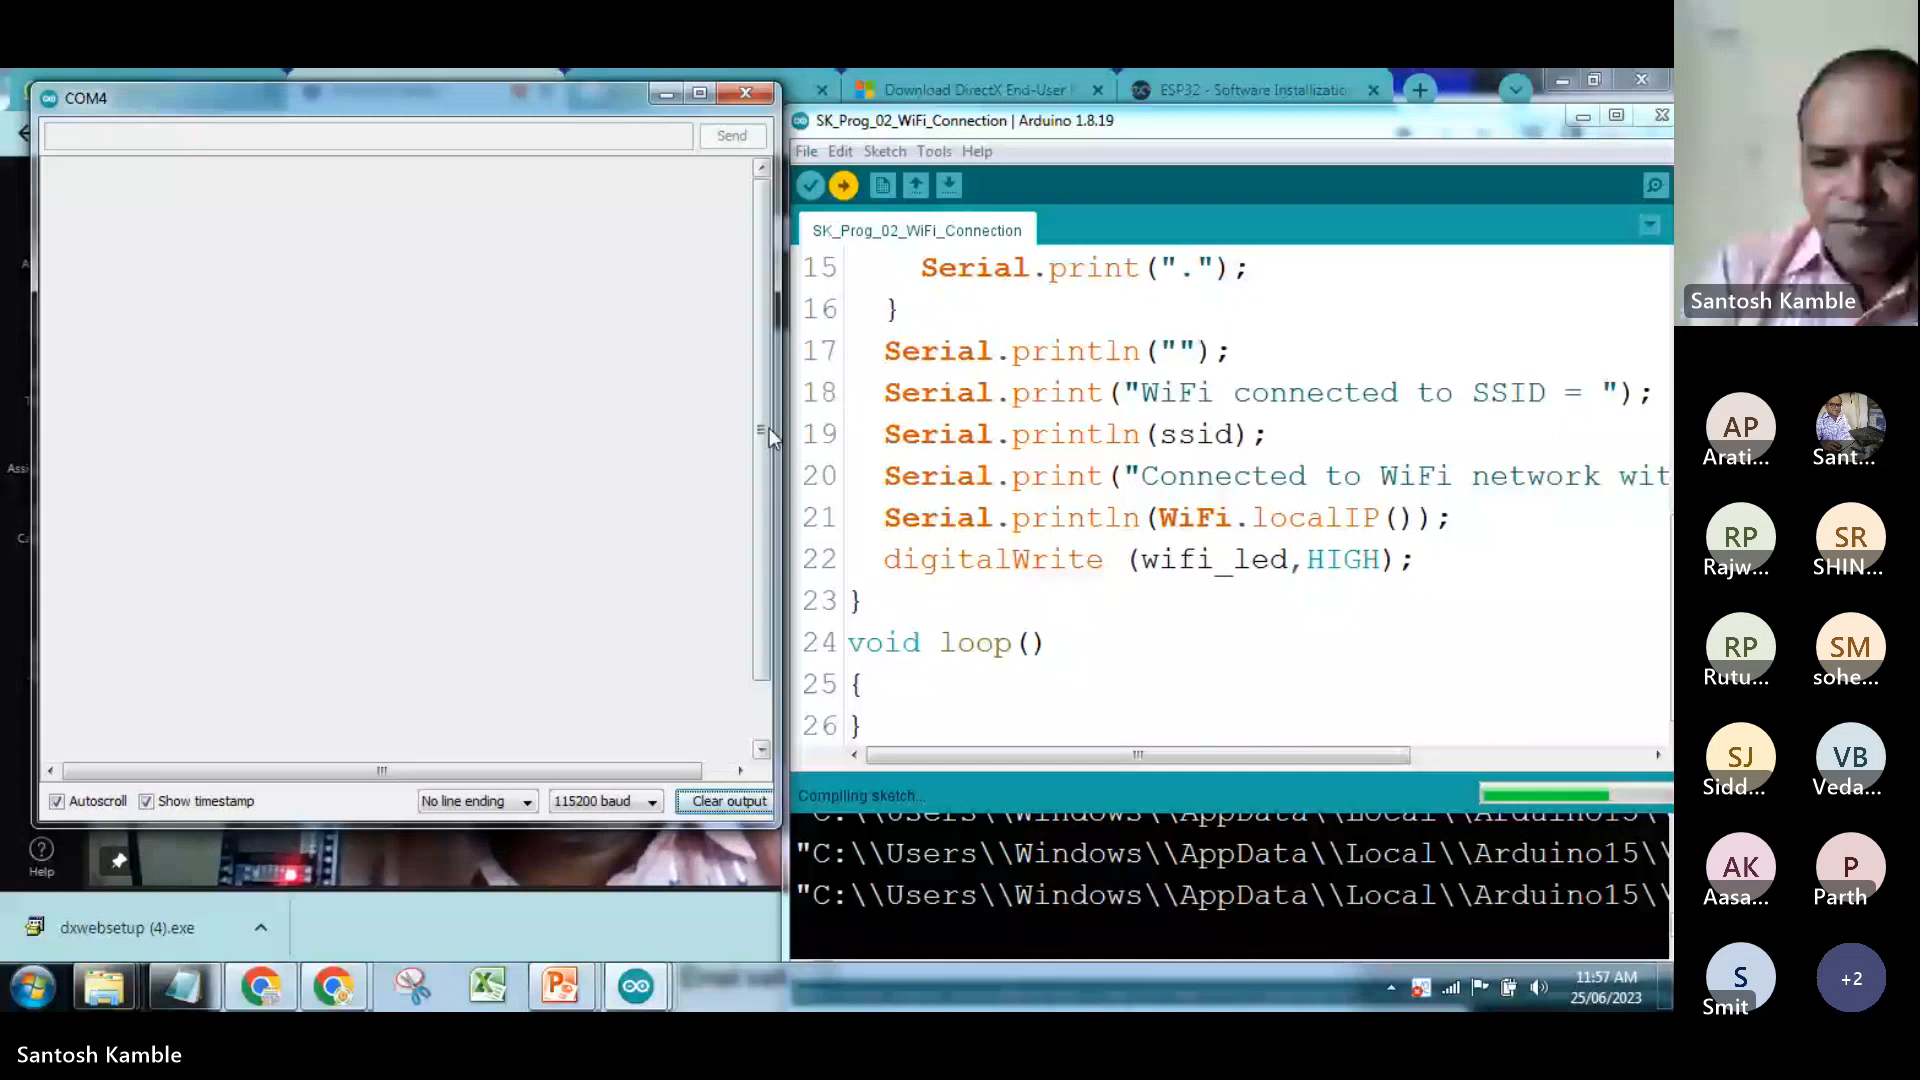 COM4
Send
Autoscroll
Show timestamp
No line ending
115200 baud
Clear output
Help
dxwebsetup (4).exe
Download DirectX End-User
ESP32 - Software Installizatio
SK_Prog_02_WiFi_Connection | Arduino 1.8.19
File Edit Sketch Tools Help
SK_Prog_02_WiFi_Connection
15 Serial.print(".");
16 }
17 Serial.println("");
18 Serial.print("WiFi connected to SSID = ");
19 Serial.println(ssid);
20 Serial.print("Connected to WiFi network wit
21 Serial.println(WiFi.localIP());
22 digitalWrite (wifi_led,HIGH);
23 }
24 void loop()
25 {
26 }
Compiling sketch...
"C:\\Users\\Windows\\AppData\\Local\\Arduino15\\
"C:\\Users\\Windows\\AppData\\Local\\Arduino15\\
"C:\\Users\\Windows\\AppData\\Local\\Arduino15\\
11:57 AM
25/06/2023
Santosh Kamble
AP
Arati...
Sant...
RP
Rajw...
SR
SHIN...
RP
Rutu...
SM
sohe...
SJ
Sidd...
VB
Veda...
AK
Aasa...
P
Parth
S
Smit
+2
Santosh Kamble